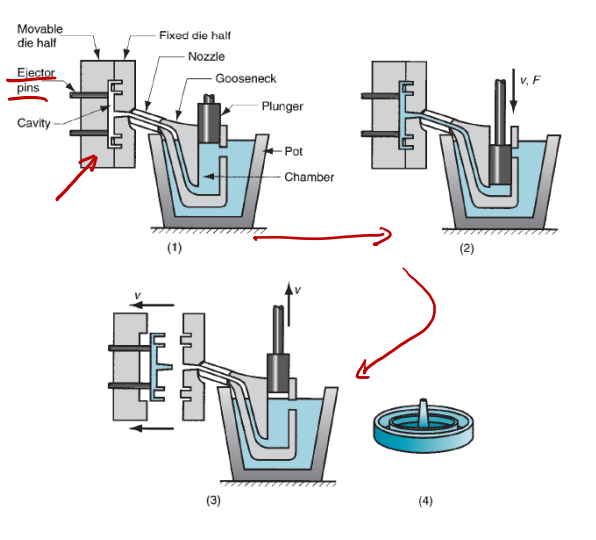 Movable
die half
Fixed die half
Nozzle
Ejector
pins
Gooseneck
Plunger
Cavity
Pot
Chamber
(1)
v, F
(2)
v
v
(3)
(4)